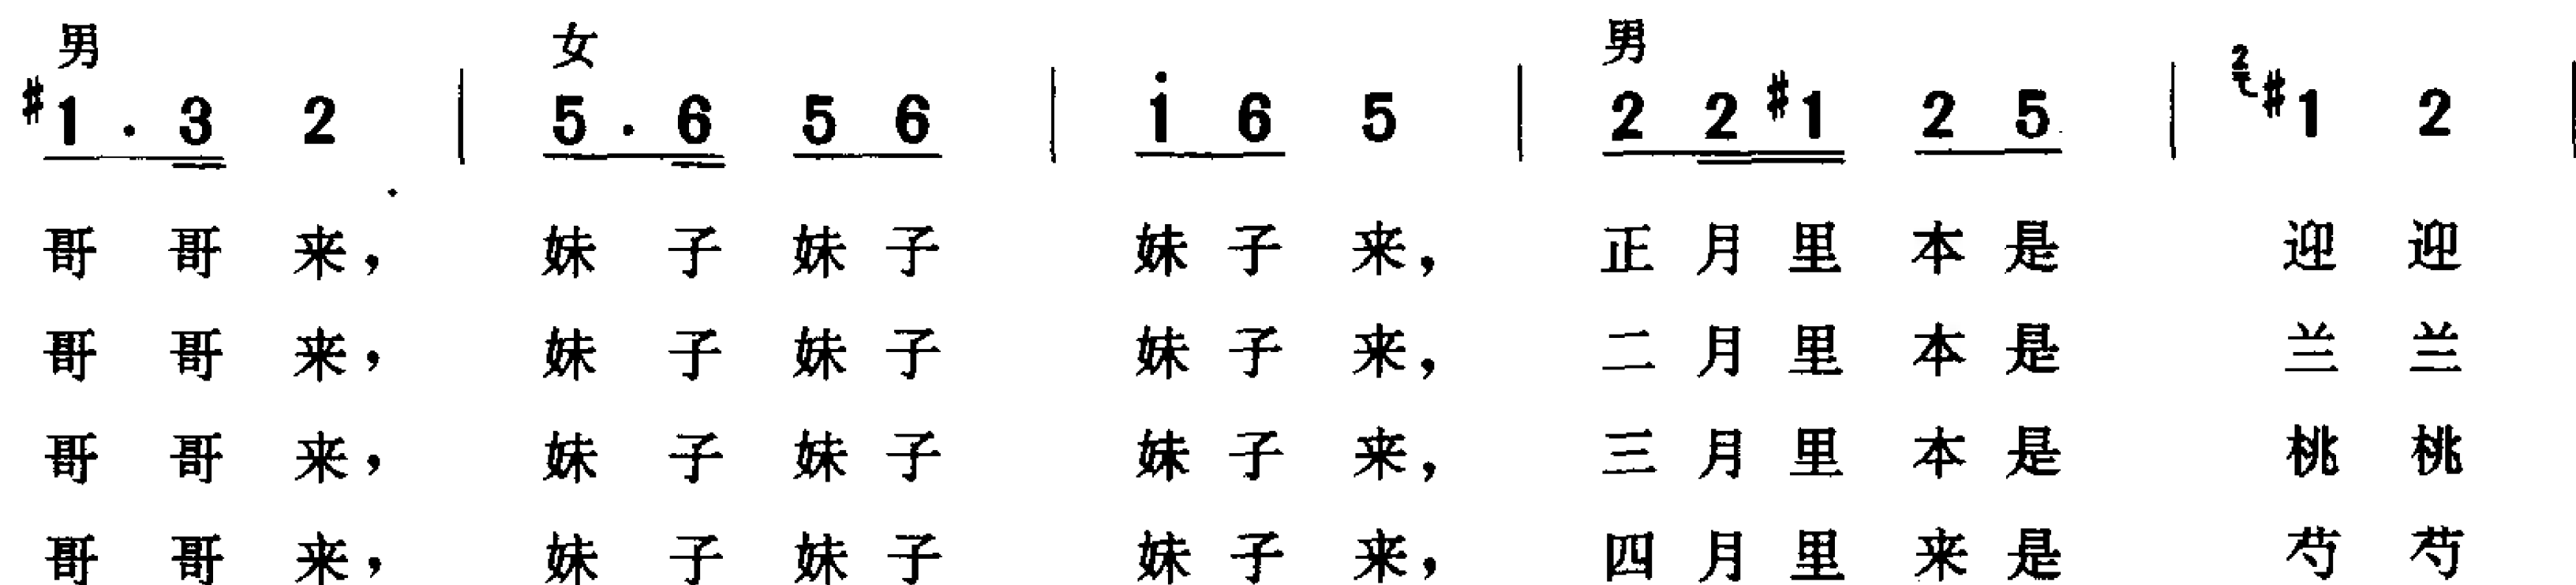 男 女 男
#1·3 2 | 5·6 5 6 | i 6 5 | 2 2 #1 2 5 | 2 #1 2 |
哥 哥 来， 妹 子 妹 子 妹 子 来， 正 月 里 本 是 迎 迎
哥 哥 来， 妹 子 妹 子 妹 子 来， 二 月 里 本 是 兰 兰
哥 哥 来， 妹 子 妹 子 妹 子 来， 三 月 里 本 是 桃 桃
哥 哥 来， 妹 子 妹 子 妹 子 来， 四 月 里 来 是 芍 芍